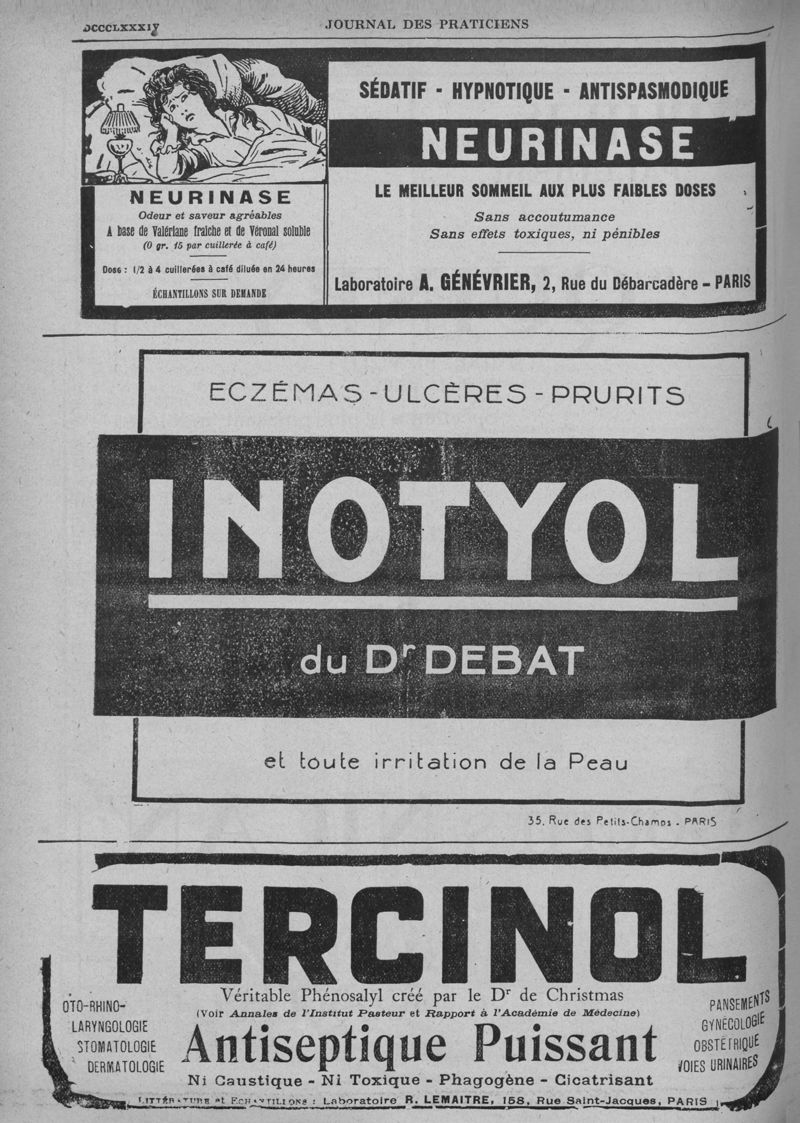 DCCCLXXXIV
JOURNAL DES PRATICIENS
NEURINASE
Odeur et saveur agréables
A base de Valériane fraîche et de Véronal soluble
(0 gr. 15 par cuillerée à café)
Dose : 1/2 à 4 cuillerées à café diluée en 24 heures
ÉCHANTILLONS SUR DEMANDE
SÉDATIF - HYPNOTIQUE - ANTISPASMODIQUE
NEURINASE
LE MEILLEUR SOMMEIL AUX PLUS FAIBLES DOSES
Sans accoutumance
Sans effets toxiques, ni pénibles
Laboratoire A. GÉNÉVRIER, 2, Rue du Débarcadère - PARIS
ECZÉMAS - ULCÈRES - PRURITS
INOTYOL
du Dr DEBAT
et toute irritation de la Peau
35, Rue des Petits-Champs - PARIS
TERCINOL
Véritable Phénosalyl créé par le Dr de Christmas
(Voir Annales de l'Institut Pasteur et Rapport à l'Académie de Médecine)
OTO-RHINO-
LARYNGOLOGIE
STOMATOLOGIE
DERMATOLOGIE
Antiseptique Puissant
PANSEMENTS
GYNÉCOLOGIE
OBSTÉTRIQUE
VOIES URINAIRES
Ni Caustique - Ni Toxique - Phagogène - Cicatrisant
LITTÉRATURE et ECHANTILLONS : Laboratoire R. LEMAITRE, 158, Rue Saint-Jacques, PARIS